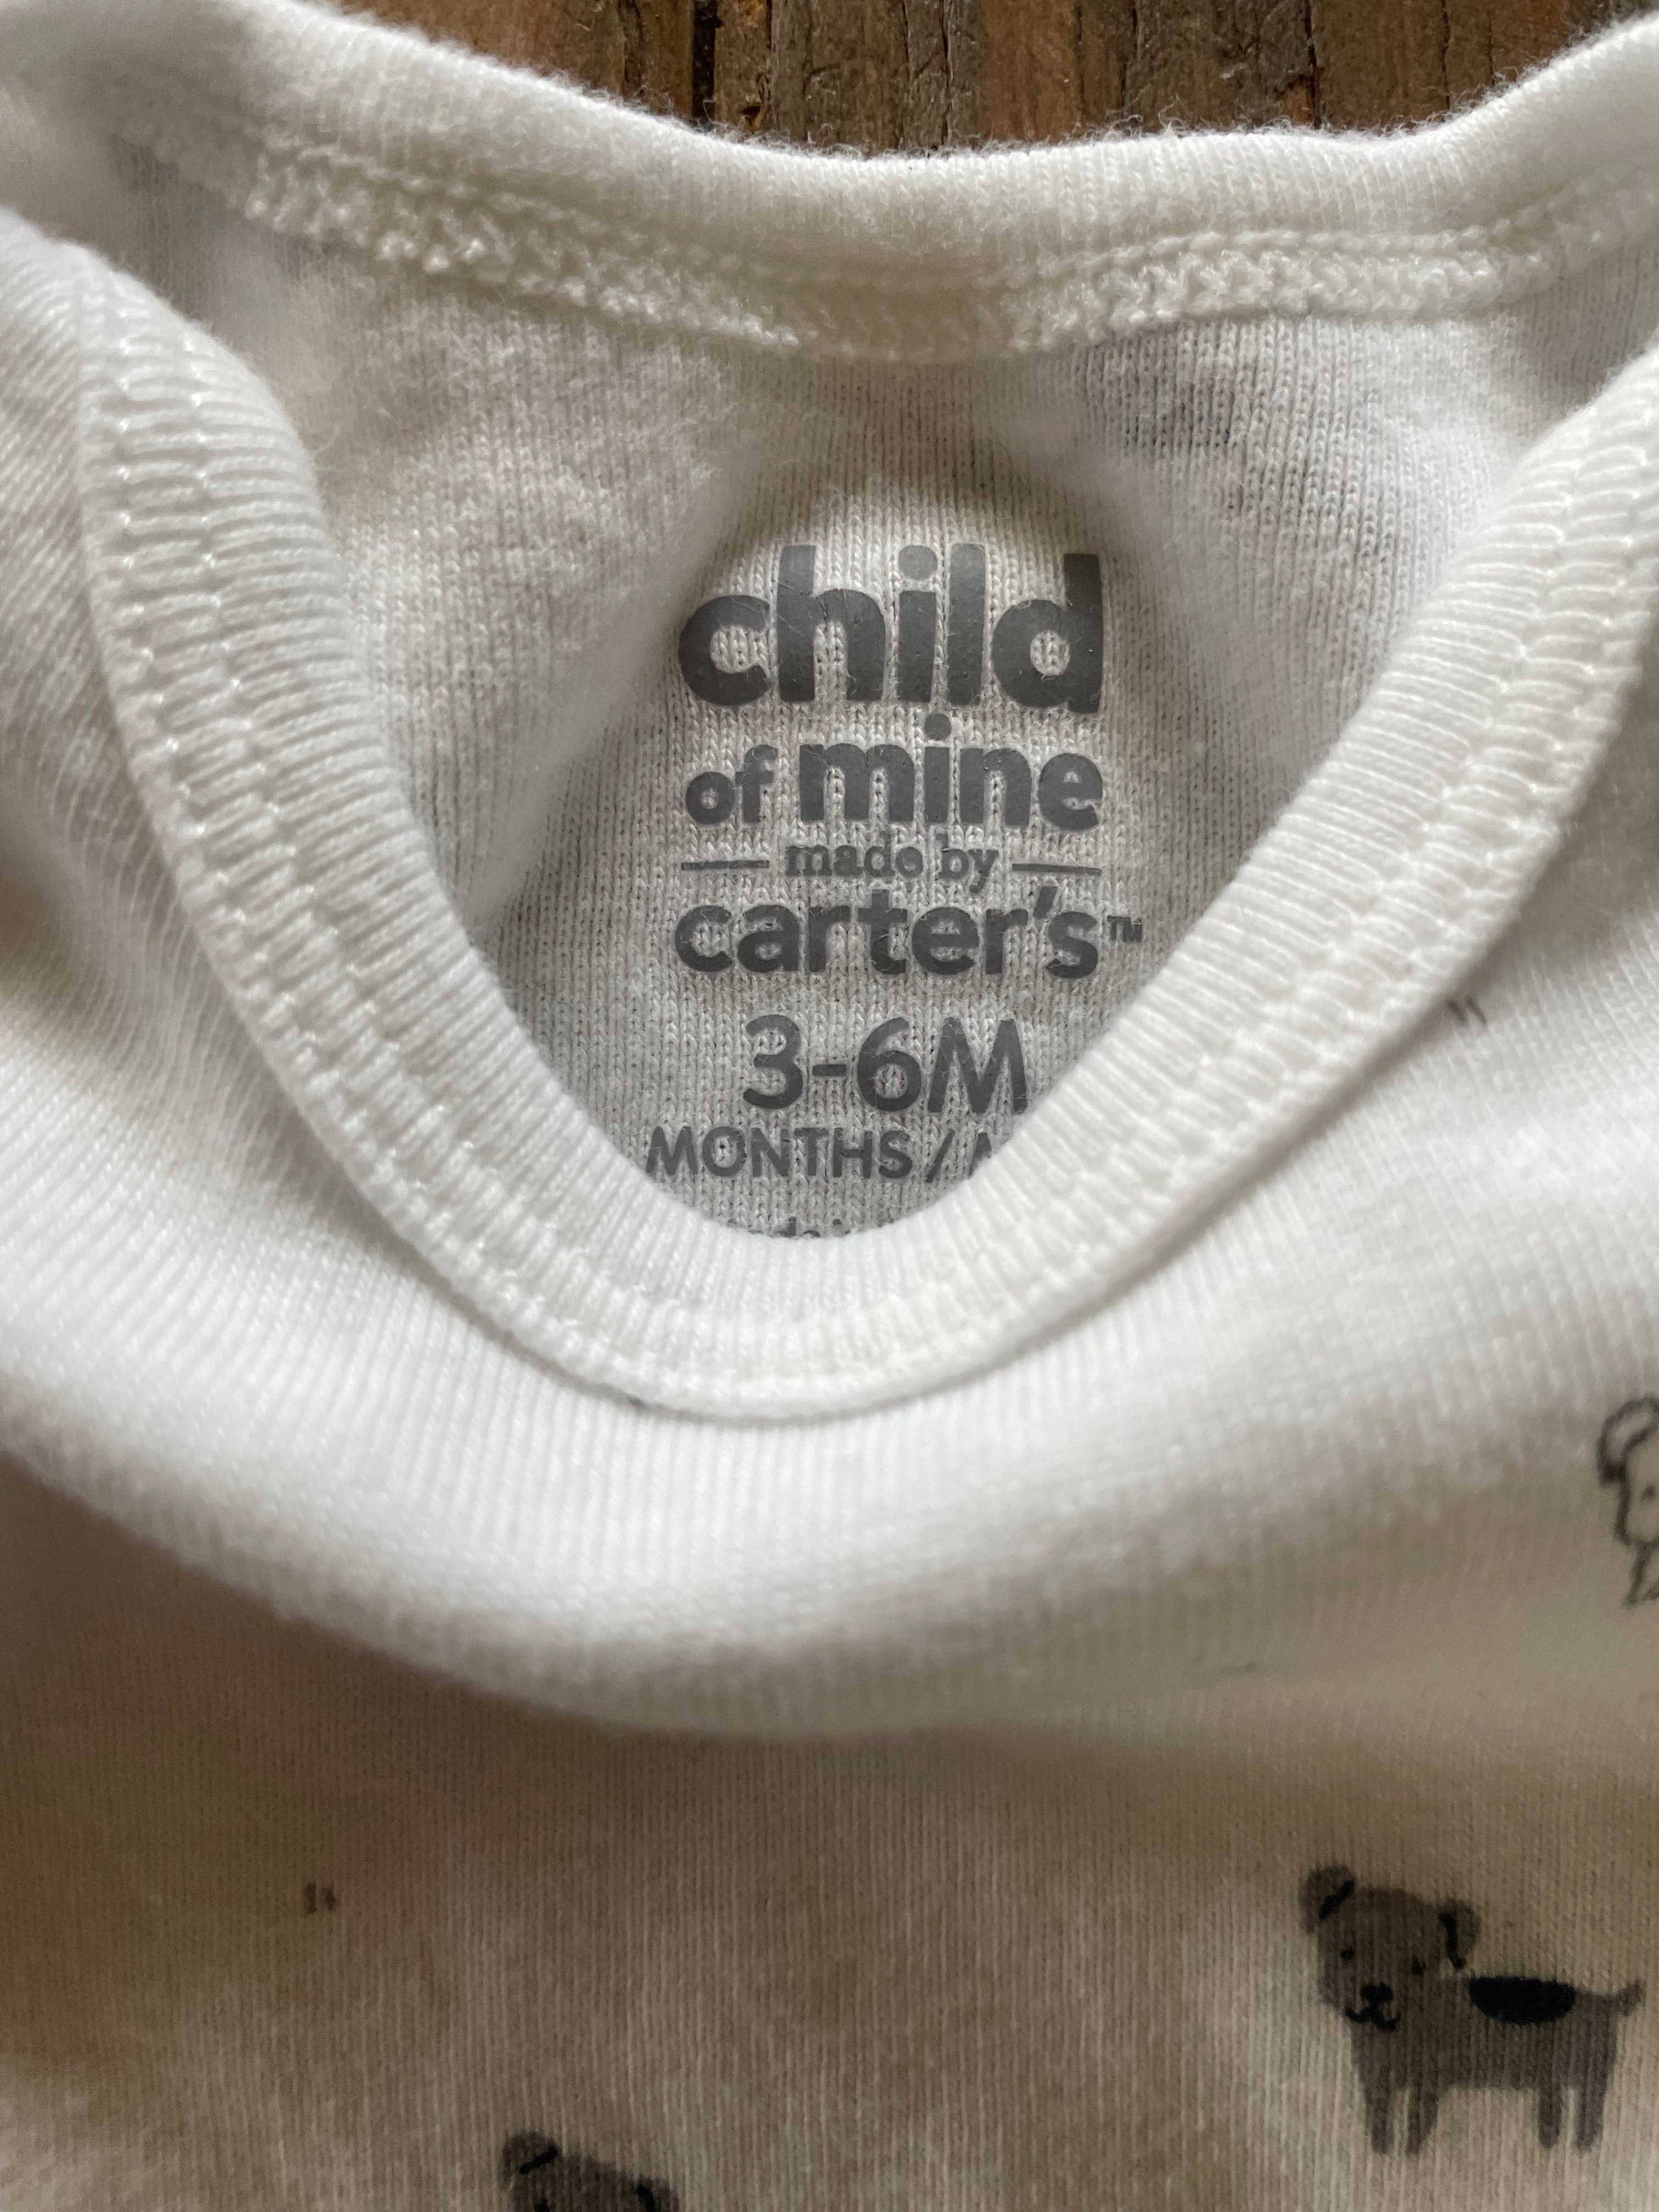 child
of mine
made by
carter's™
3-6M
MONTHS /